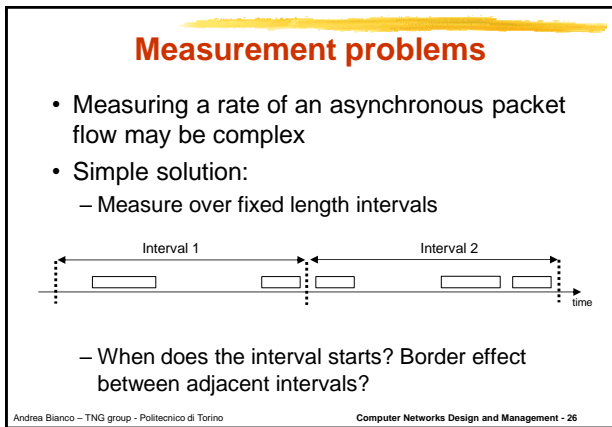 Measurement problems
• Measuring a rate of an asynchronous packet
flow may be complex
• Simple solution:
– Measure over fixed length intervals
Interval 1
Interval 2
time
– When does the interval starts? Border effect
between adjacent intervals?
Andrea Bianco – TNG group - Politecnico di Torino
Computer Networks Design and Management - 26